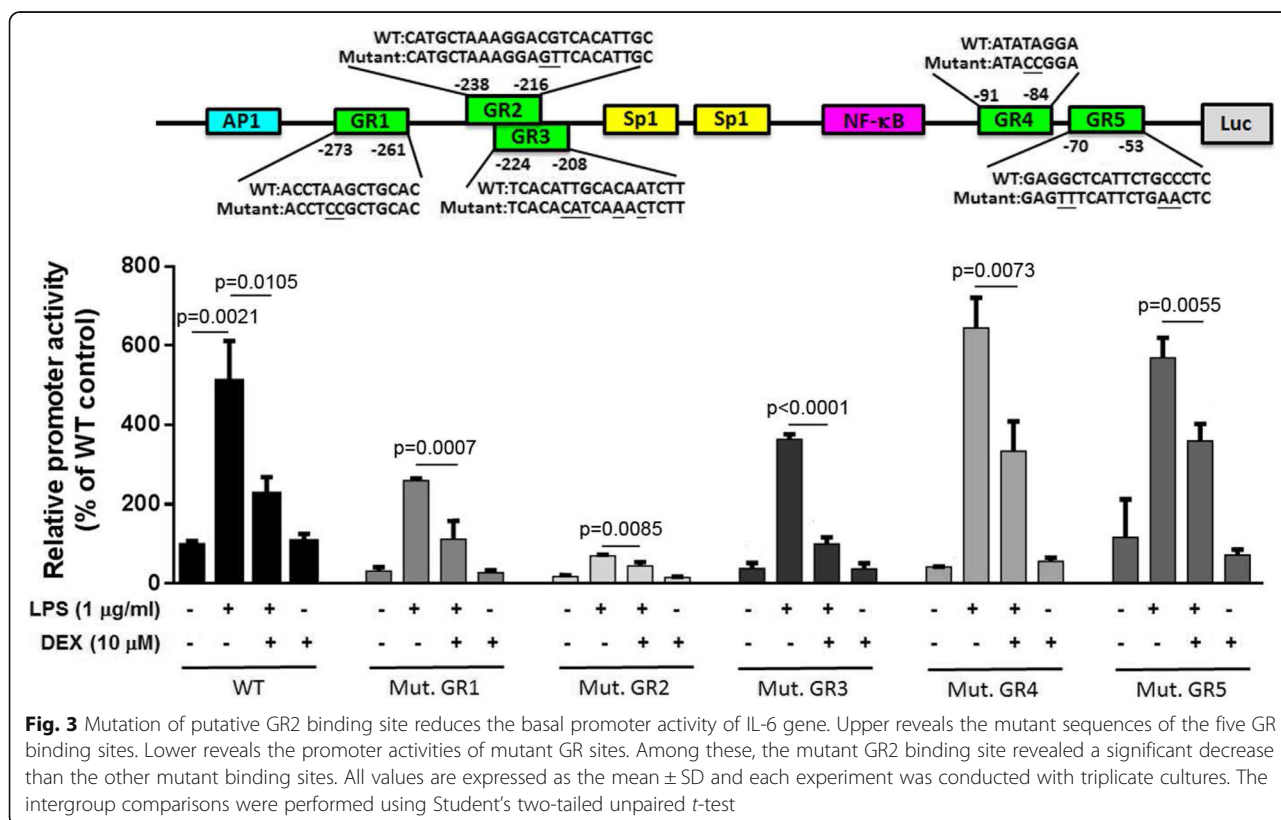 WT:CATGCTAAAGGACGTCACATTGC
Mutant:CATGCTAAAGGAGTTCACATTGC
WT:ATATAGGA
Mutant:ATACCGGA
-238 -216
-91 -84
AP1 GR1 GR2 GR3 Sp1 Sp1 NF-κB GR4 GR5 Luc
-273 -261
-224 -208
-70 -53
WT:ACCTAAGCTGCAC
Mutant:ACCTCCGCTGCAC
WT:TCACATTGCACAATCTT
Mutant:TCACACATCAAACTCTT
WT:GAGGCTCATTCTGCCCTC
Mutant:GAGTTTCATTCTGAACTC
Relative promoter activity
(% of WT control)
800
600
400
200
0
p=0.0021
p=0.0105
p=0.0007
p=0.0085
p<0.0001
p=0.0073
p=0.0055
LPS (1 μg/ml) - + + - - + + - - + + - - + + - - + + - - + + -
DEX (10 μM) - - + + - - + + - - + + - - + + - - + + - - + +
WT Mut. GR1 Mut. GR2 Mut. GR3 Mut. GR4 Mut. GR5
Fig. 3 Mutation of putative GR2 binding site reduces the basal promoter activity of IL-6 gene. Upper reveals the mutant sequences of the five GR
binding sites. Lower reveals the promoter activities of mutant GR sites. Among these, the mutant GR2 binding site revealed a significant decrease
than the other mutant binding sites. All values are expressed as the mean ± SD and each experiment was conducted with triplicate cultures. The
intergroup comparisons were performed using Student's two-tailed unpaired t-test